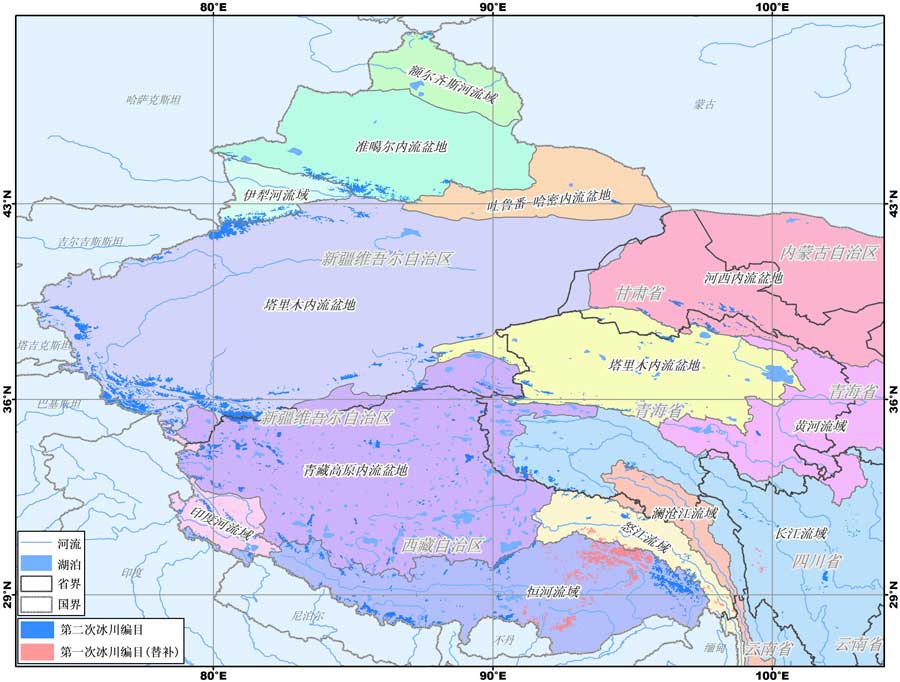 80°E 90°E 100°E
额尔齐斯河流域
哈萨克斯坦
蒙古
准噶尔内流盆地
伊犁河流域
吐鲁番-哈密内流盆地
43°N
43°N
吉尔吉斯斯坦
新疆维吾尔自治区
内蒙古自治区
河西内流盆地
甘肃省
塔里木内流盆地
塔吉克斯坦
塔里木内流盆地
36°N
36°N
巴基斯坦
新疆维吾尔自治区
青海省
青海省
黄河流域
青藏高原内流盆地
印度河流域
澜沧江流域
怒江流域
长江流域
西藏自治区
四川省
印度
恒河流域
29°N
29°N
尼泊尔
不丹
缅甸
云南省
云南省
河流
湖泊
省界
国界
第二次冰川编目
第一次冰川编目(替补)
80°E 90°E 100°E